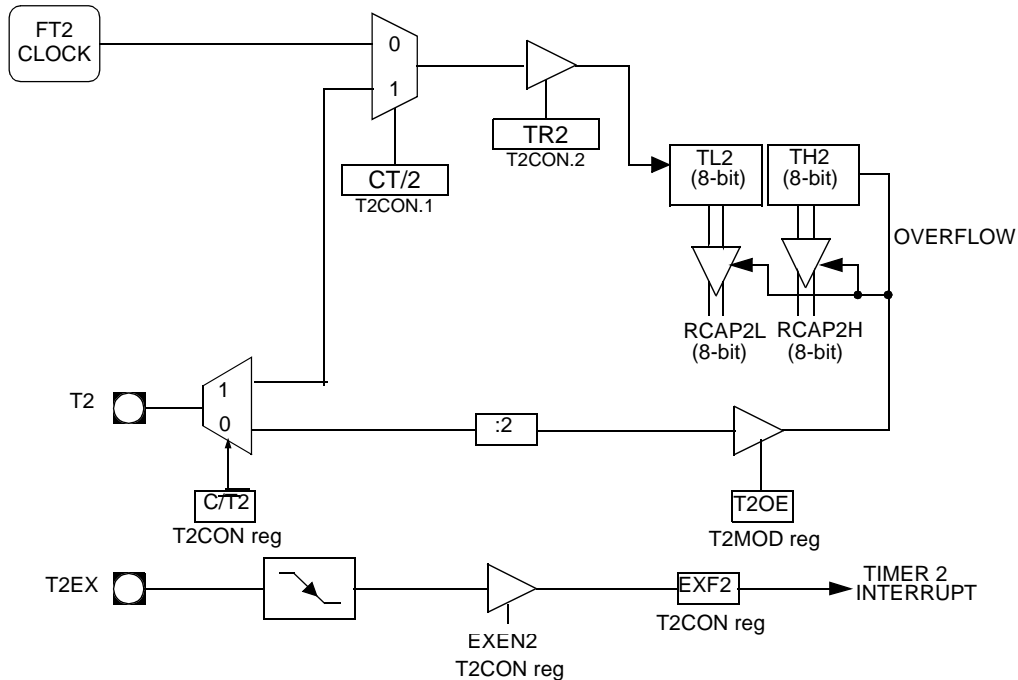 FT2
CLOCK
0
1
TR2
T2CON.2
CT/2
T2CON.1
TL2
(8-bit)
TH2
(8-bit)
OVERFLOW
RCAP2L
(8-bit)
RCAP2H
(8-bit)
T2
1
0
:2
C/T2
T2CON reg
T2OE
T2MOD reg
T2EX
EXEN2
T2CON reg
EXF2
T2CON reg
TIMER 2
INTERRUPT